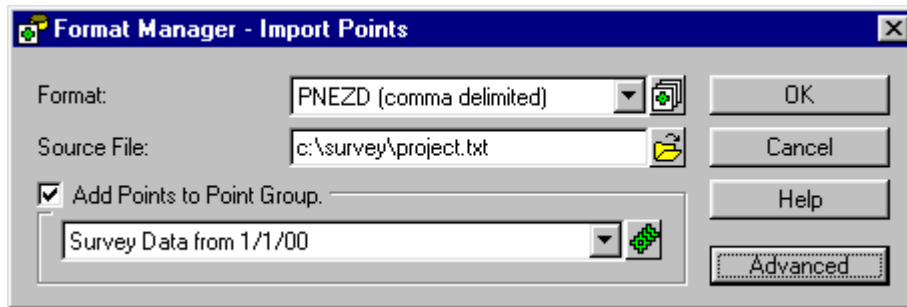 Format Manager - Import Points
Format: PNEZD (comma delimited) OK
Source File: c:\survey\project.txt Cancel
Add Points to Point Group. Help
Survey Data from 1/1/00 Advanced